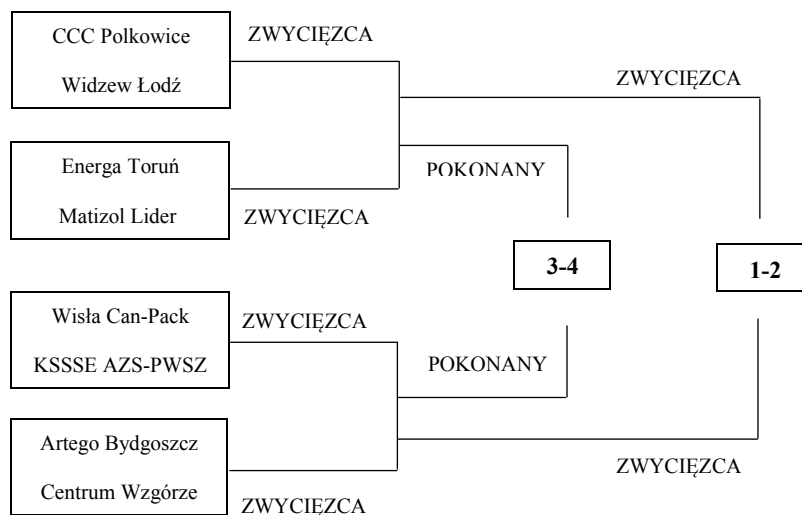 CCC Polkowice
Widzew Łodź
ZWYCIĘZCA
ZWYCIĘZCA
Energa Toruń
Matizol Lider
POKONANY
ZWYCIĘZCA
3-4
1-2
Wisła Can-Pack
KSSSE AZS-PWSZ
ZWYCIĘZCA
POKONANY
Artego Bydgoszcz
Centrum Wzgórze
ZWYCIĘZCA
ZWYCIĘZCA